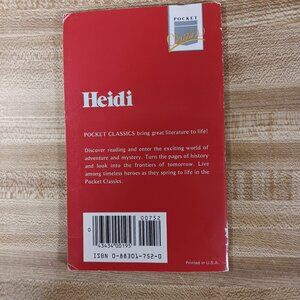 POCKET
Classics
Heidi
POCKET CLASSICS bring great literature to life!
Discover reading and enter the exciting world of
adventure and mystery. Turn the pages of history
and look into the frontiers of tomorrow. Live
among timeless heroes as they spring to life in the
Pocket Classics.
00752
43434 00195
ISBN 0-88301-752-0
Printed in U.S.A.